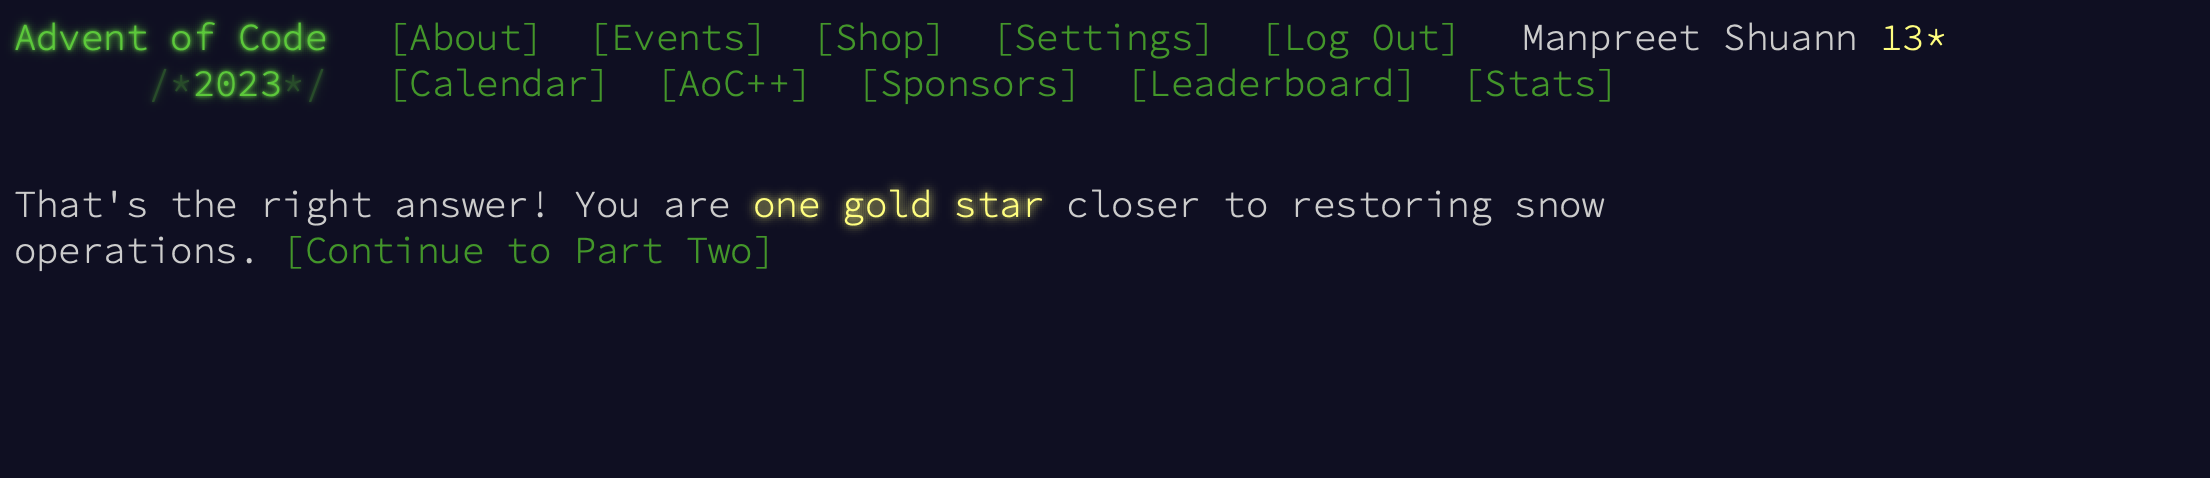 Advent of Code [About] [Events] [Shop] [Settings] [Log Out] Manpreet Shuann 13*
/*2023*/ [Calendar] [AoC++] [Sponsors] [Leaderboard] [Stats]
That's the right answer! You are one gold star closer to restoring snow
operations. [Continue to Part Two]